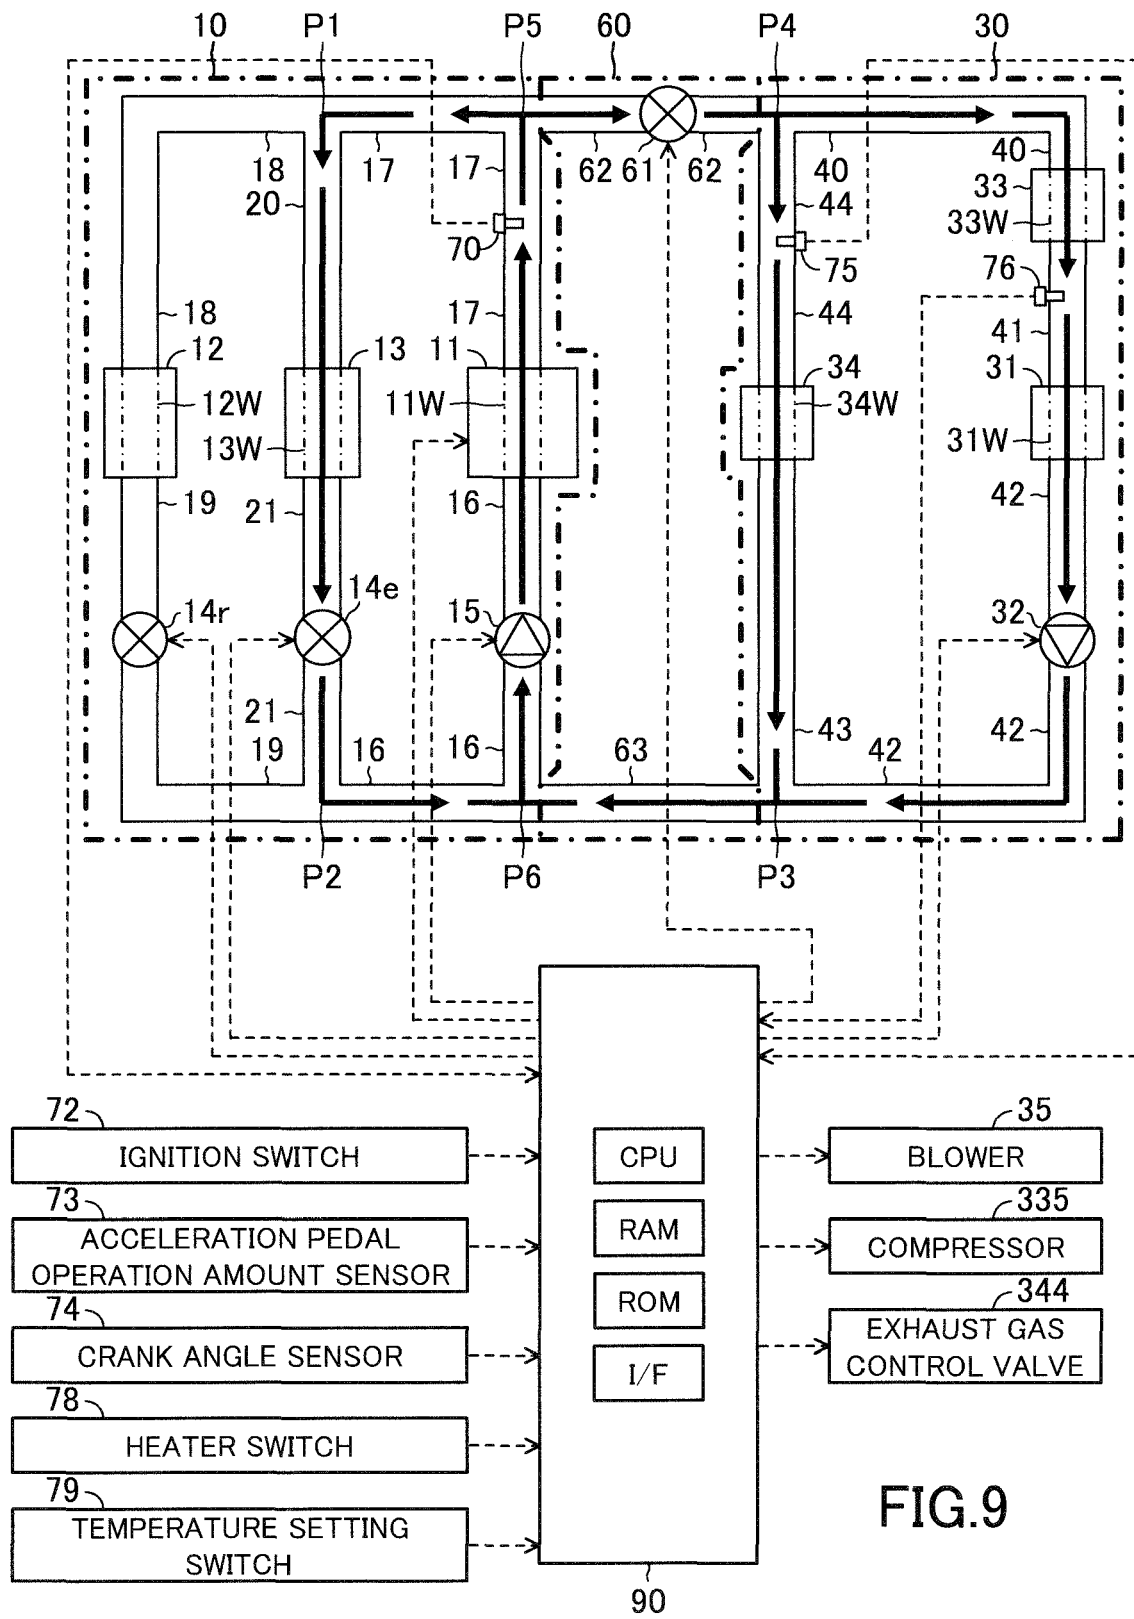 10 P1 P5 60 P4 30
18 17 17 62 61 62 40 40
20 44 33
33W
70 75 76
18 17 44 41
12 13 11 34 31
12W 11W 34W
13W 31W
19 21 16 42
14r 14e 15 32
21 16 43 42
19 16 63 42
P2 P6 P3
72 35
IGNITION SWITCH CPU BLOWER
73 335
ACCELERATION PEDAL RAM COMPRESSOR
OPERATION AMOUNT SENSOR
74 ROM 344
CRANK ANGLE SENSOR I/F EXHAUST GAS
CONTROL VALVE
78
HEATER SWITCH
79
TEMPERATURE SETTING
SWITCH
FIG.9
90